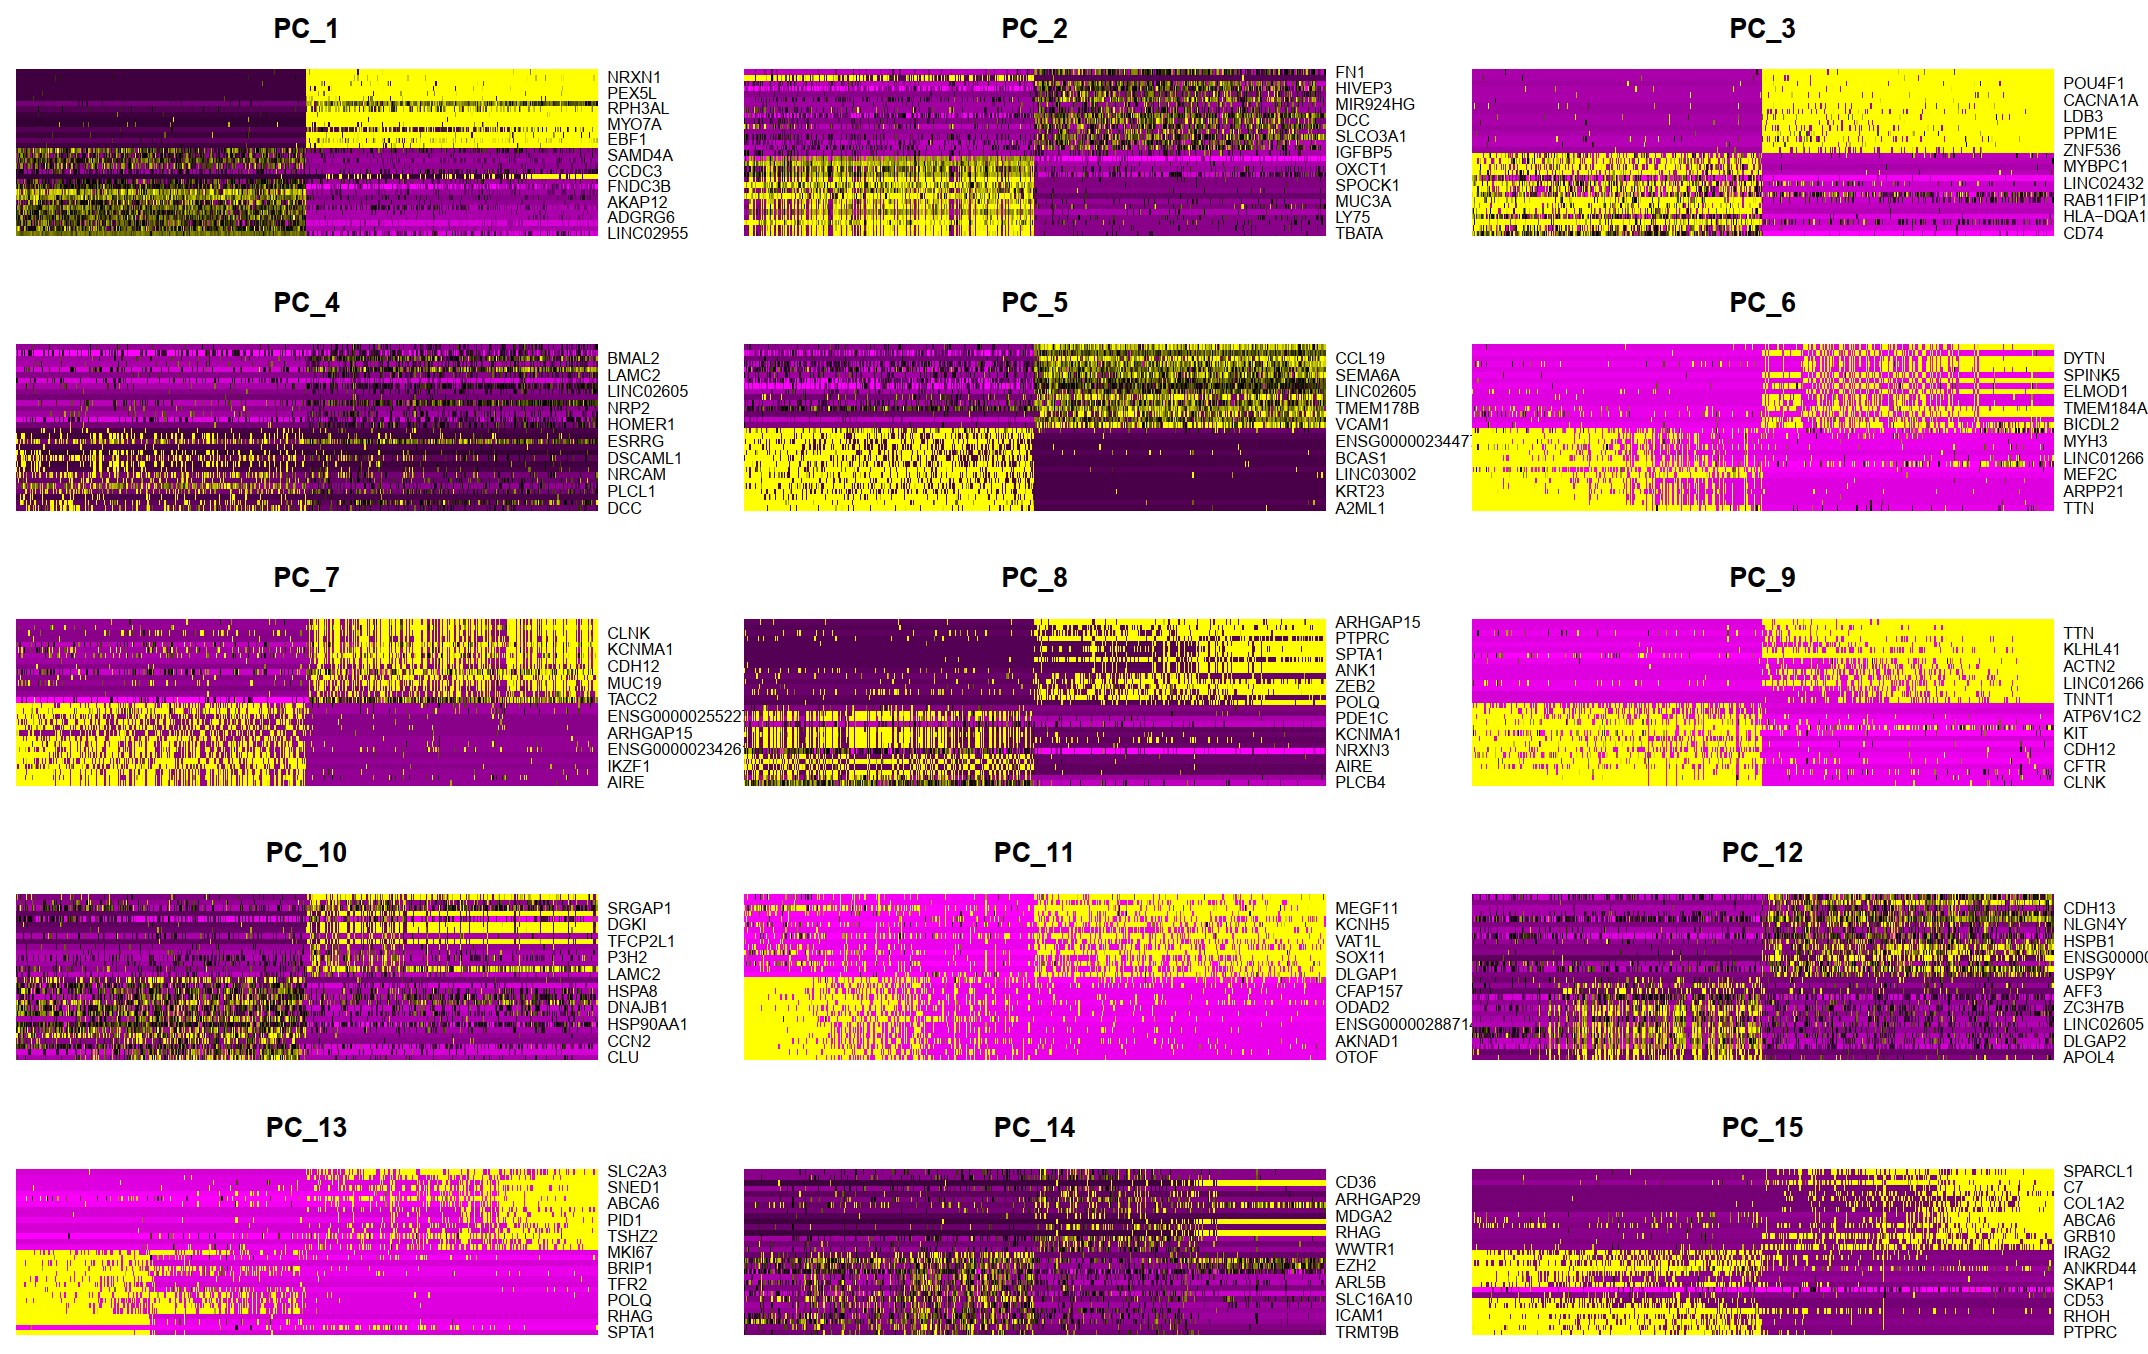 PC_1
NRXN1
PEX5L
RPH3AL
MYO7A
EBF1
SAMD4A
CCDC3
FNDC3B
AKAP12
ADGRG6
LINC02955
PC_2
FN1
HIVEP3
MIR924HG
DCC
SLCO3A1
IGFBP5
OXCT1
SPOCK1
MUC3A
LY75
TBATA
PC_3
POU4F1
CACNA1A
LDB3
PPM1E
ZNF536
MYBPC1
LINC02432
RAB11FIP1
HLA−DQA1
CD74
PC_4
BMAL2
LAMC2
LINC02605
NRP2
HOMER1
ESRRG
DSCAML1
NRCAM
PLCL1
DCC
PC_5
CCL19
SEMA6A
LINC02605
TMEM178B
VCAM1
ENSG0000023447
BCAS1
LINC03002
KRT23
A2ML1
PC_6
DYTN
SPINK5
ELMOD1
TMEM184A
BICDL2
MYH3
LINC01266
MEF2C
ARPP21
TTN
PC_7
CLNK
KCNMA1
CDH12
MUC19
TACC2
ENSG0000025522
ARHGAP15
ENSG0000023426
IKZF1
AIRE
PC_8
ARHGAP15
PTPRC
SPTA1
ANK1
ZEB2
POLQ
PDE1C
KCNMA1
NRXN3
AIRE
PLCB4
PC_9
TTN
KLHL41
ACTN2
LINC01266
TNNT1
ATP6V1C2
KIT
CDH12
CFTR
CLNK
PC_10
SRGAP1
DGKI
TFCP2L1
P3H2
LAMC2
HSPA8
DNAJB1
HSP90AA1
CCN2
CLU
PC_11
MEGF11
KCNH5
VAT1L
SOX11
DLGAP1
CFAP157
ODAD2
ENSG0000028871
AKNAD1
OTOF
PC_12
CDH13
NLGN4Y
HSPB1
ENSG00000
USP9Y
AFF3
ZC3H7B
LINC02605
DLGAP2
APOL4
PC_13
SLC2A3
SNED1
ABCA6
PID1
TSHZ2
MKI67
BRIP1
TFR2
POLQ
RHAG
SPTA1
PC_14
CD36
ARHGAP29
MDGA2
RHAG
WWTR1
EZH2
ARL5B
SLC16A10
ICAM1
TRMT9B
PC_15
SPARCL1
C7
COL1A2
ABCA6
GRB10
IRAG2
ANKRD44
SKAP1
CD53
RHOH
PTPRC